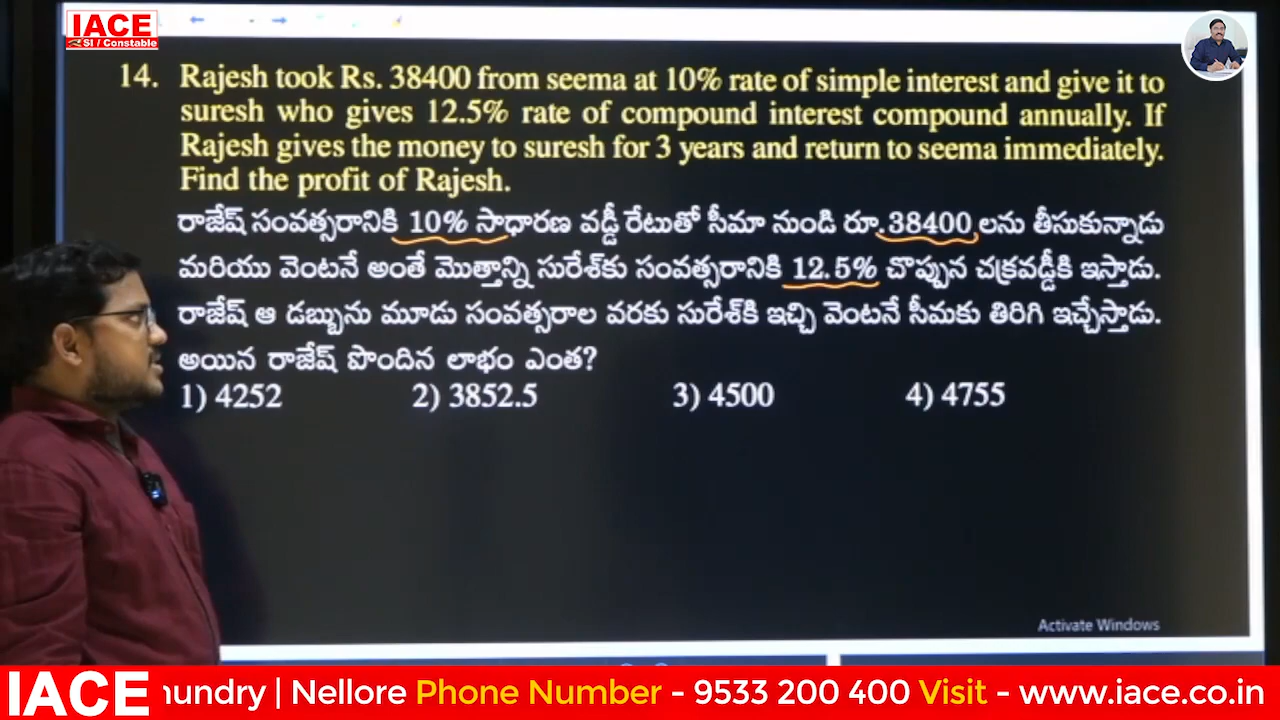 IACE
SI / Constable
14. Rajesh took Rs. 38400 from seema at 10% rate of simple interest and give it to
suresh who gives 12.5% rate of compound interest compound annually. If
Rajesh gives the money to suresh for 3 years and return to seema immediately.
Find the profit of Rajesh.
రాజేష్ సంవత్సరానికి 10% సాధారణ వడ్డీ రేటుతో సీమా నుండి రూ.38400 లను తీసుకున్నాడు
మరియు వెంటనే అంతే మొత్తాన్ని సురేశ్‌కు సంవత్సరానికి 12.5% చొప్పున చక్రవడ్డీకి ఇస్తాడు.
రాజేష్ ఆ డబ్బును మూడు సంవత్సరాల వరకు సురేశ్‌కి ఇచ్చి వెంటనే సీమకు తిరిగి ఇచ్చేస్తాడు.
అయిన రాజేష్ పొందిన లాభం ఎంత?
1) 4252 2) 3852.5 3) 4500 4) 4755
Activate Windows
IACE hundry | Nellore Phone Number - 9533 200 400 Visit - www.iace.co.in